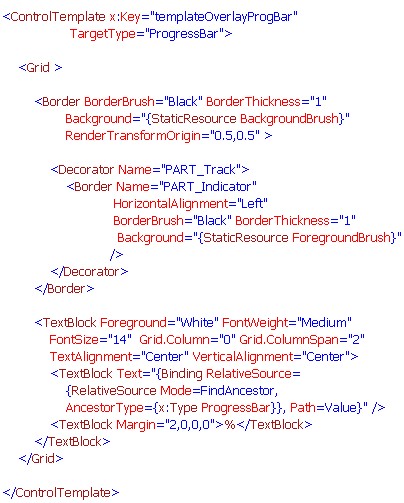 <ControlTemplate x:Key="templateOverlayProgBar"
TargetType="ProgressBar">
<Grid >
<Border BorderBrush="Black" BorderThickness="1"
Background="{StaticResource BackgroundBrush}"
RenderTransformOrigin="0.5,0.5" >
<Decorator Name="PART_Track">
<Border Name="PART_Indicator"
HorizontalAlignment="Left"
BorderBrush="Black" BorderThickness="1"
Background="{StaticResource ForegroundBrush}"
/>
</Decorator>
</Border>
<TextBlock Foreground="White" FontWeight="Medium"
FontSize="14"  Grid.Column="0" Grid.ColumnSpan="2"
TextAlignment="Center" VerticalAlignment="Center">
<TextBlock Text="{Binding RelativeSource=
{RelativeSource Mode=FindAncestor,
AncestorType={x:Type ProgressBar}}, Path=Value}" />
<TextBlock Margin="2,0,0,0">%</TextBlock>
</TextBlock>
</Grid>
</ControlTemplate>